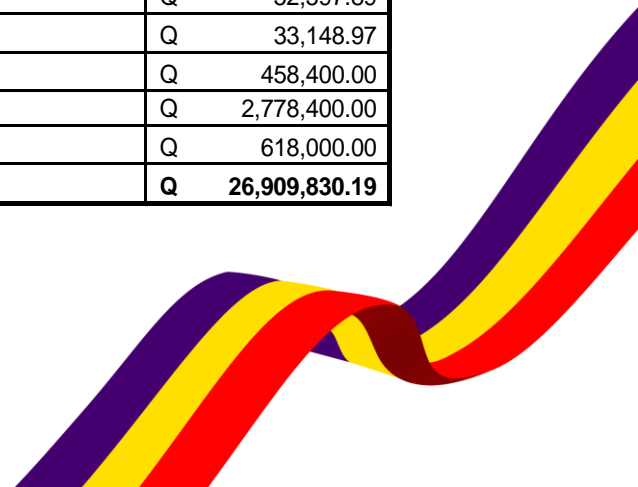 Q 33,148.97
Q 458,400.00
Q 2,778,400.00
Q 618,000.00
Q 26,909,830.19